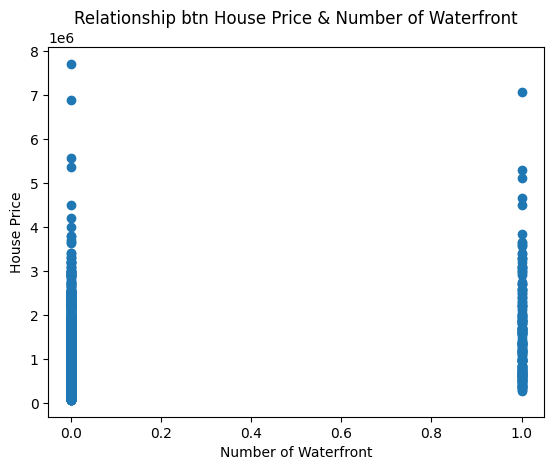 Relationship btn House Price & Number of Waterfront
1e6
8
7
6
5
4
3
2
1
0
House Price
0.0 0.2 0.4 0.6 0.8 1.0
Number of Waterfront